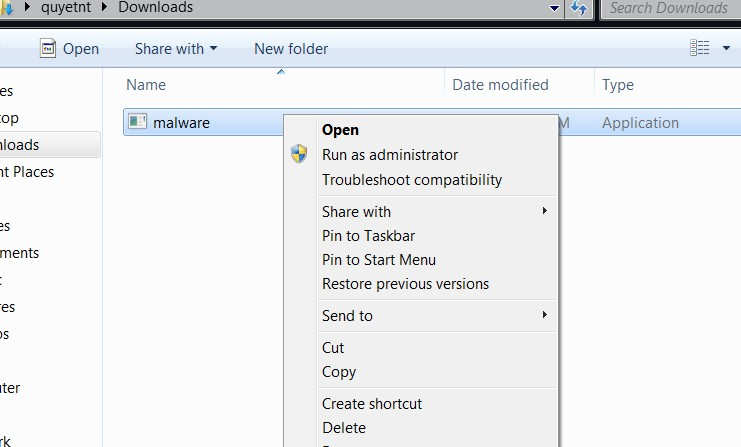 quyetnt Downloads Search Downloads
Open Share with New folder
Name Date modified Type
malware M Application
Open
Run as administrator
Troubleshoot compatibility
Share with
Pin to Taskbar
Pin to Start Menu
Restore previous versions
Send to
Cut
Copy
Create shortcut
Delete
es
top
nloads
nt Places
es
ments
c
res
os
uter
rk